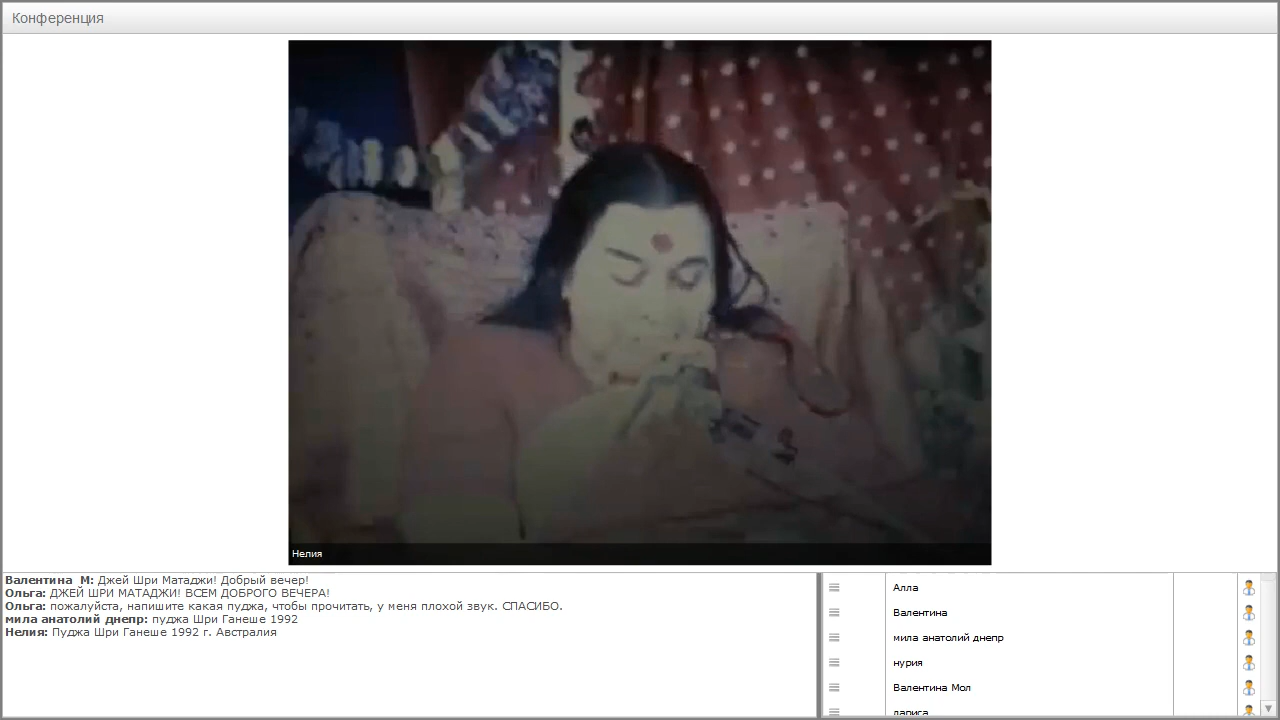 Конференция
Нелия
Валентина М: Джей Шри Матаджи! Добрый вечер!
Ольга: ДЖЕЙ ШРИ МАТАДЖИ! ВСЕМ ДОБРОГО ВЕЧЕРА!
Ольга: пожалуйста, напишите какая пуджа, чтобы прочитать, у меня плохой звук. СПАСИБО.
мила анатолий днепр: пуджа Шри Ганеше 1992
Нелия: Пуджа Шри Ганеше 1992 г. Австралия
Алла
Валентина
мила анатолий днепр
нурия
Валентина Мол
лариса